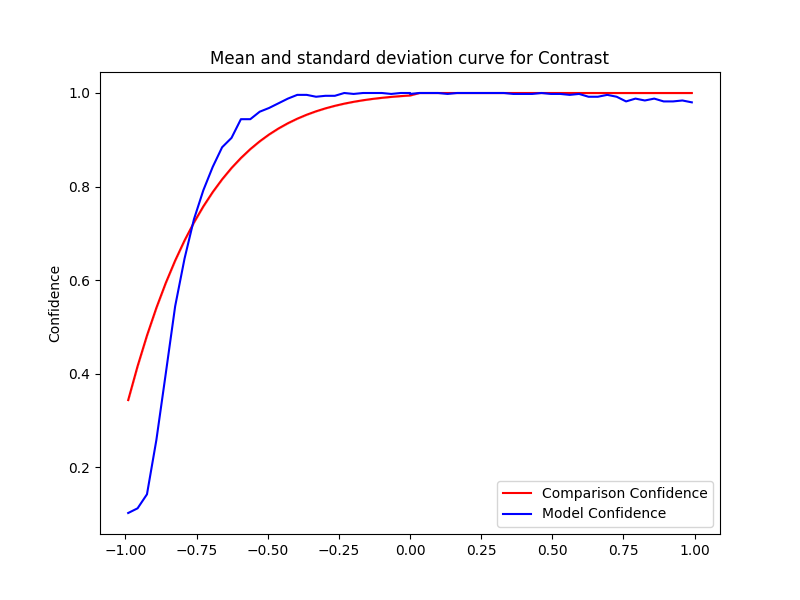 Mean and standard deviation curve for Contrast
1.0
0.8
0.6
0.4
0.2
Confidence
−1.00 −0.75 −0.50 −0.25 0.00 0.25 0.50 0.75 1.00
Comparison Confidence
Model Confidence